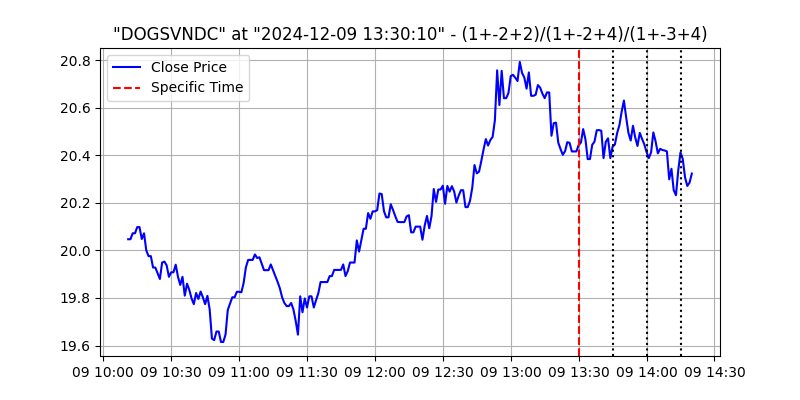 "DOGSVNDC" at "2024-12-09 13:30:10" - (1+-2+2)/(1+-2+4)/(1+-3+4)
Close Price
Specific Time
20.8
20.6
20.4
20.2
20.0
19.8
19.6
09 10:00 09 10:30 09 11:00 09 11:30 09 12:00 09 12:30 09 13:00 09 13:30 09 14:00 09 14:30